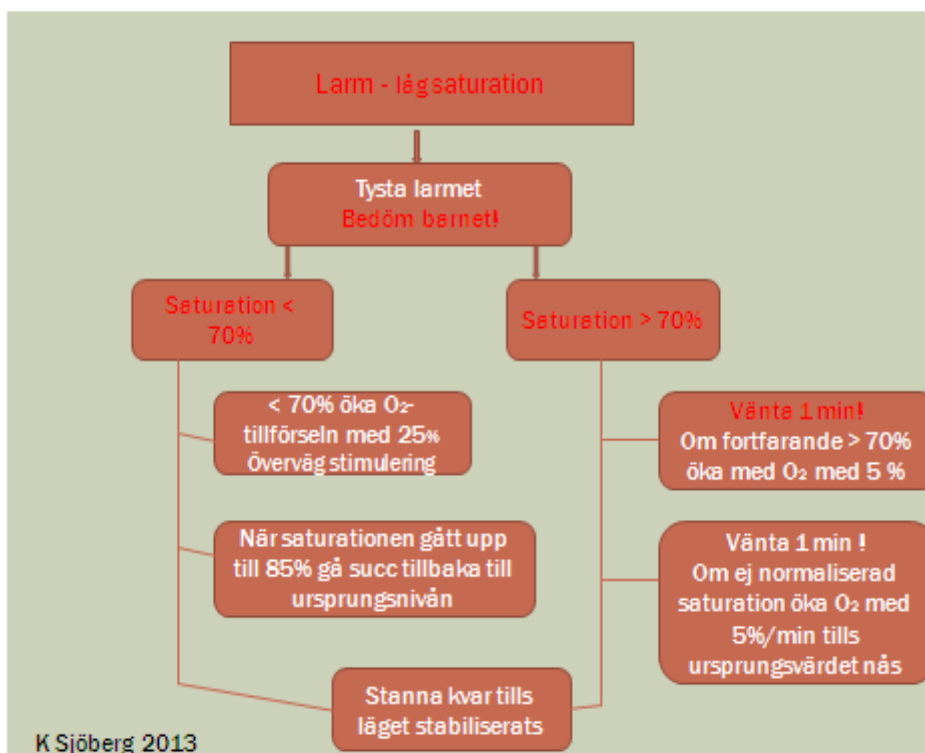 Larm - låg saturation
Tysta larmet
Bedöm barnet!
Saturation <
70%
Saturation > 70%
< 70% öka O₂-
tillförseln med 25%
Överväg stimulering
När saturationen gått upp
till 85% gå succ tillbaka till
ursprungsnivån
Vänta 1 min!
Om fortfarande > 70%
öka med O₂ med 5 %
Vänta 1 min !
Om ej normaliserad
saturation öka O₂ med
5%/min tills
ursprungsvärdet nås
Stanna kvar tills
läget stabiliserats
K Sjöberg 2013